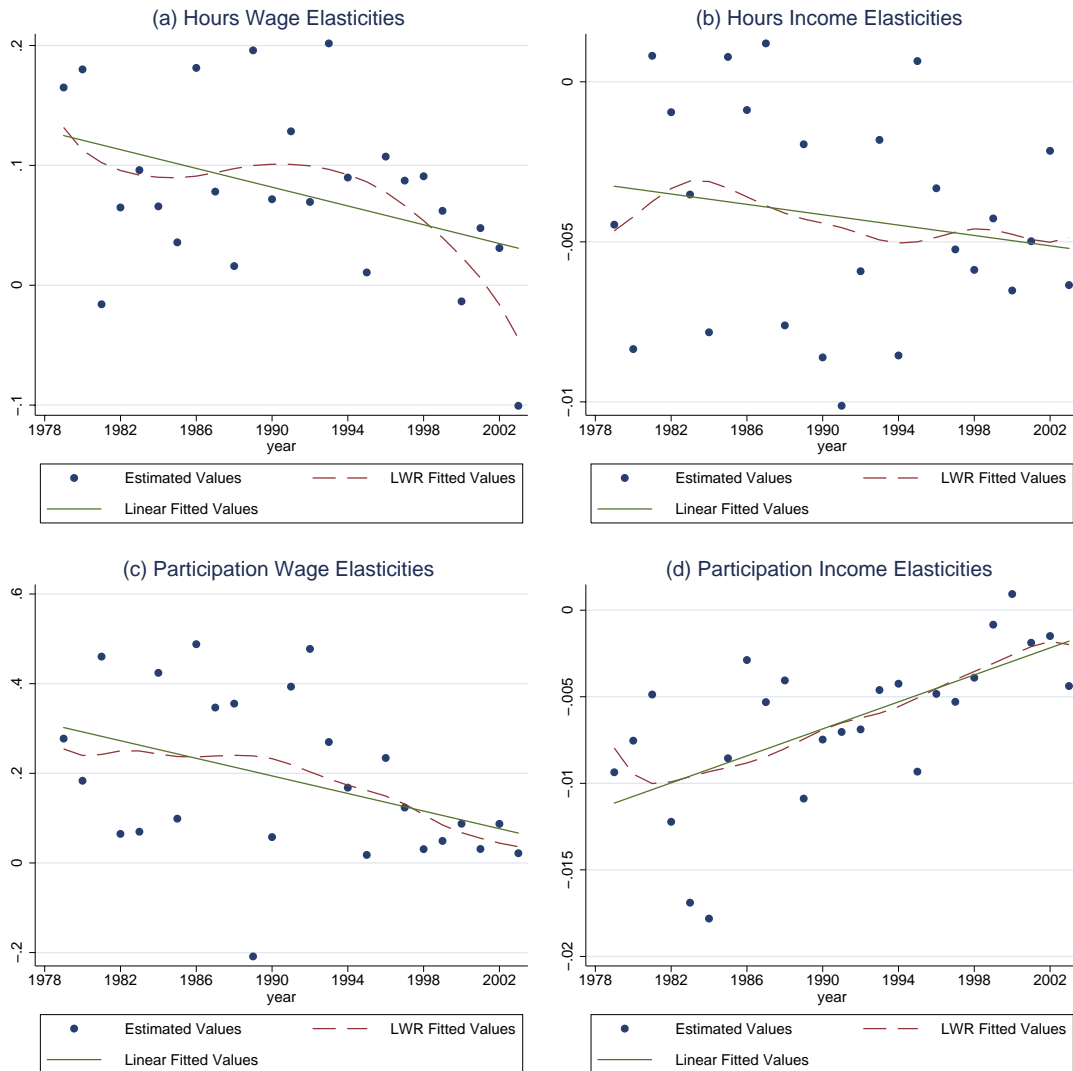 (a) Hours Wage Elasticities
.2
.1
0
-.1
1978 1982 1986 1990 1994 1998 2002
year
Estimated Values LWR Fitted Values
Linear Fitted Values
(b) Hours Income Elasticities
0
-.005
-.01
1978 1982 1986 1990 1994 1998 2002
year
Estimated Values LWR Fitted Values
Linear Fitted Values
(c) Participation Wage Elasticities
.6
.4
.2
0
-.2
1978 1982 1986 1990 1994 1998 2002
year
Estimated Values LWR Fitted Values
Linear Fitted Values
(d) Participation Income Elasticities
0
-.005
-.01
-.015
-.02
1978 1982 1986 1990 1994 1998 2002
year
Estimated Values LWR Fitted Values
Linear Fitted Values